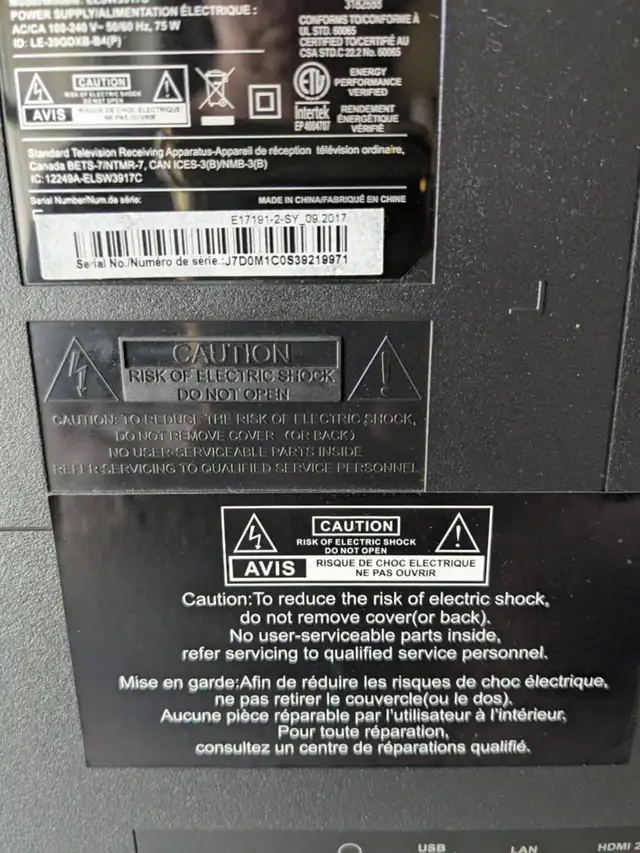 POWER SUPPLY/ALIMENTATION ÉLECTRIQUE :
AC/CA 100-240 V~ 50/60 Hz, 75 W
ID: LE-39GDXB-B4(P)
3182688
CONFORMS TO/CONFORME À
UL STD. 60065
CERTIFIED TO/CERTIFIÉ AU
CSA STD.C22.2 No. 60065
CAUTION
RISK OF ELECTRIC SHOCK
DO NOT OPEN
AVIS
RISQUE DE CHOC ELECTRIQUE
NE PAS OUVRIR
ETL
Intertek
EP 4004707
ENERGY
PERFORMANCE
VERIFIED
RENDEMENT
ÉNERGÉTIQUE
VÉRIFIÉ
Standard Television Receiving Apparatus-Appareil de réception télévision ordinaire,
Canada BETS-7/NTMR-7, CAN ICES-3(B)/NMB-3(B)
IC: 12249A-ELSW3917C
Serial Number/Num.de série:
MADE IN CHINA/FABRIQUÉ EN CHINE
E17191-2-SY_09.2017
Serial No./Numéro de série.:J7D0M1C0S39219971
CAUTION
RISK OF ELECTRIC SHOCK
DO NOT OPEN
CAUTION: TO REDUCE THE RISK OF ELECTRIC SHOCK,
DO NOT REMOVE COVER (OR BACK)
NO USER-SERVICEABLE PARTS INSIDE
REFER SERVICING TO QUALIFIED SERVICE PERSONNEL
CAUTION
RISK OF ELECTRIC SHOCK
DO NOT OPEN
AVIS
RISQUE DE CHOC ELECTRIQUE
NE PAS OUVRIR
Caution:To reduce the risk of electric shock,
do not remove cover(or back).
No user-serviceable parts inside,
refer servicing to qualified service personnel.
Mise en garde:Afin de réduire les risques de choc électrique,
ne pas retirer le couvercle(ou le dos).
Aucune pièce réparable par l'utilisateur à l'intérieur.
Pour toute réparation,
consultez un centre de réparations qualifié.
USB
LAN
HDMI 2